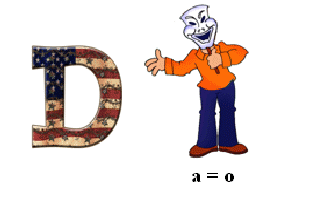 D
a = o